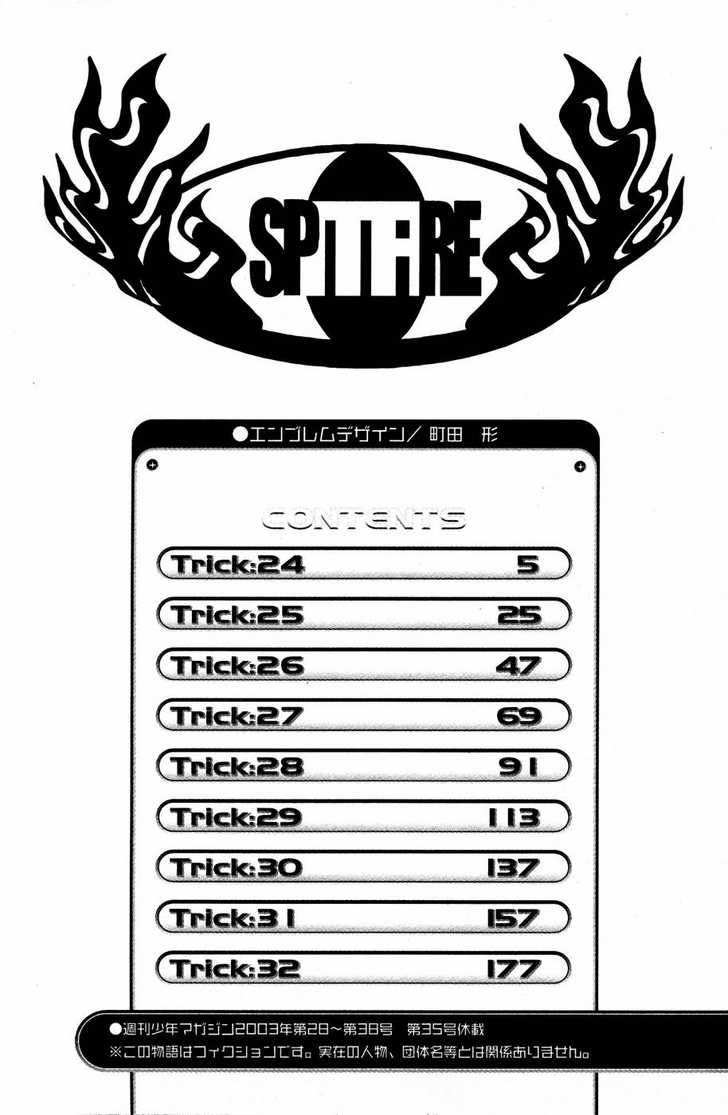 SPITFIRE
●エンブレムデザイン/ 町田 形
CONTENTS
Trick:24 5
Trick:25 25
Trick:26 47
Trick:27 69
Trick:28 91
Trick:29 113
Trick:30 137
Trick:31 157
Trick:32 177
●週刊少年マガジン2003年第28~第38号 第35号休載
※この物語はフィクションです。実在の人物、団体名等とは関係ありません。